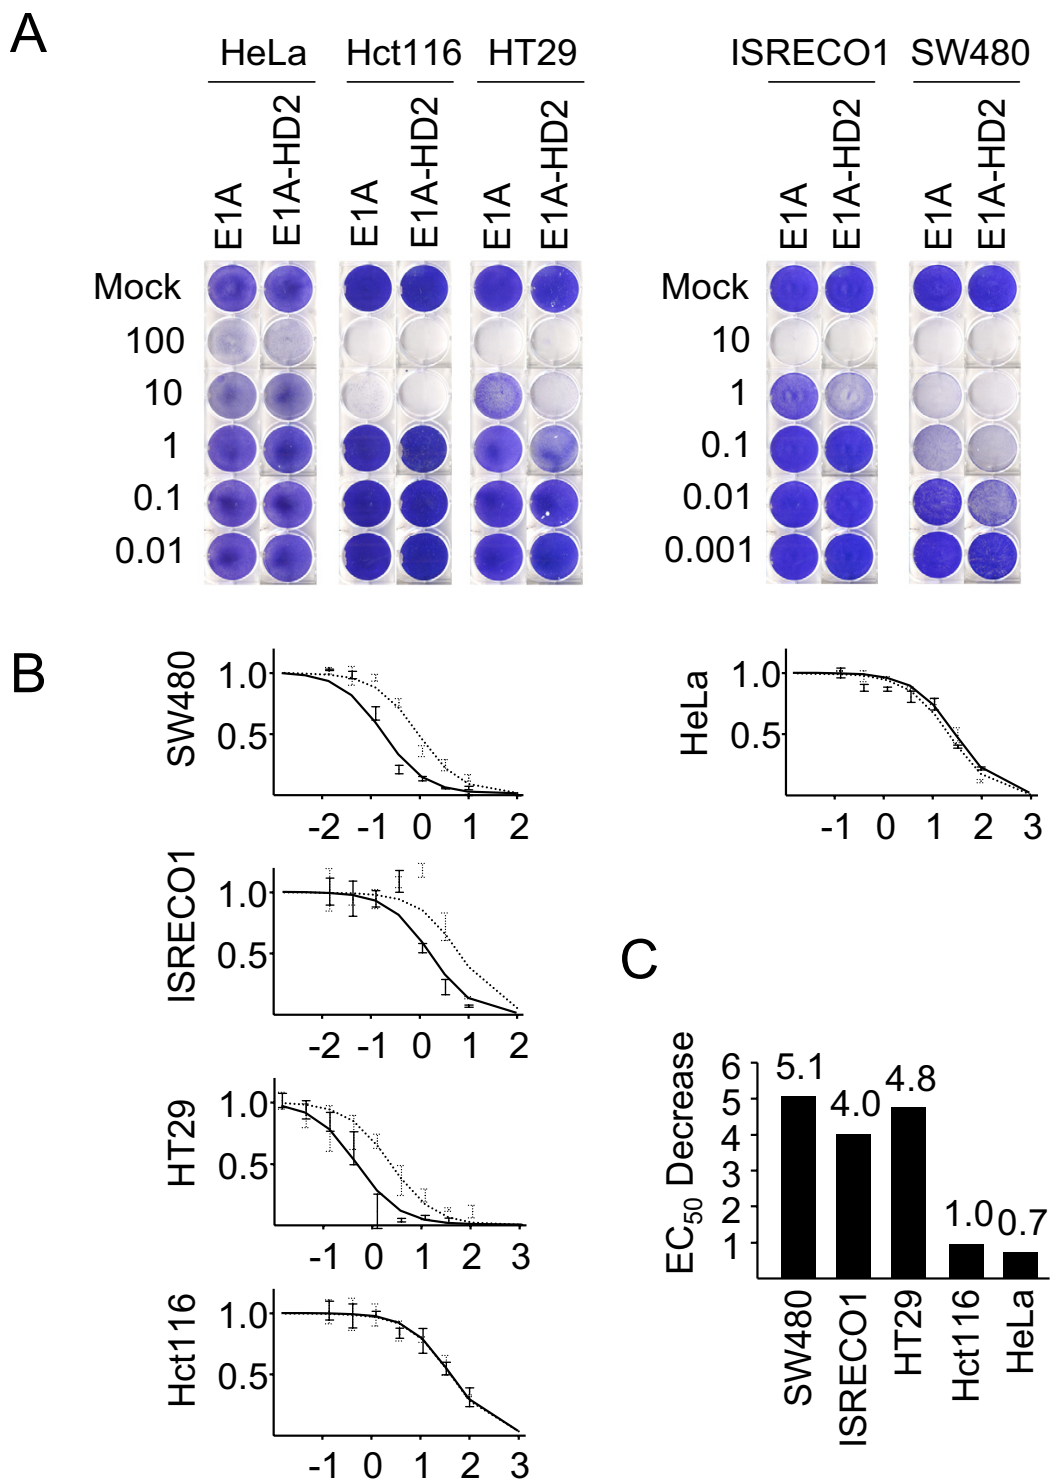 A
HeLa Hct116 HT29 ISRECO1 SW480
E1A E1A-HD2 E1A E1A-HD2 E1A E1A-HD2 E1A E1A-HD2 E1A E1A-HD2
Mock Mock
100 10
10 1
1 0.1
0.1 0.01
0.01 0.001
B
SW480
1.0
0.5
-2 -1 0 1 2
HeLa
1.0
0.5
-1 0 1 2 3
ISRECO1
1.0
0.5
-2 -1 0 1 2
HT29
1.0
0.5
-1 0 1 2 3
Hct116
1.0
0.5
-1 0 1 2 3
C
EC50 Decrease
6
5
4
3
2
1
5.1 4.0 4.8 1.0 0.7
SW480 ISRECO1 HT29 Hct116 HeLa